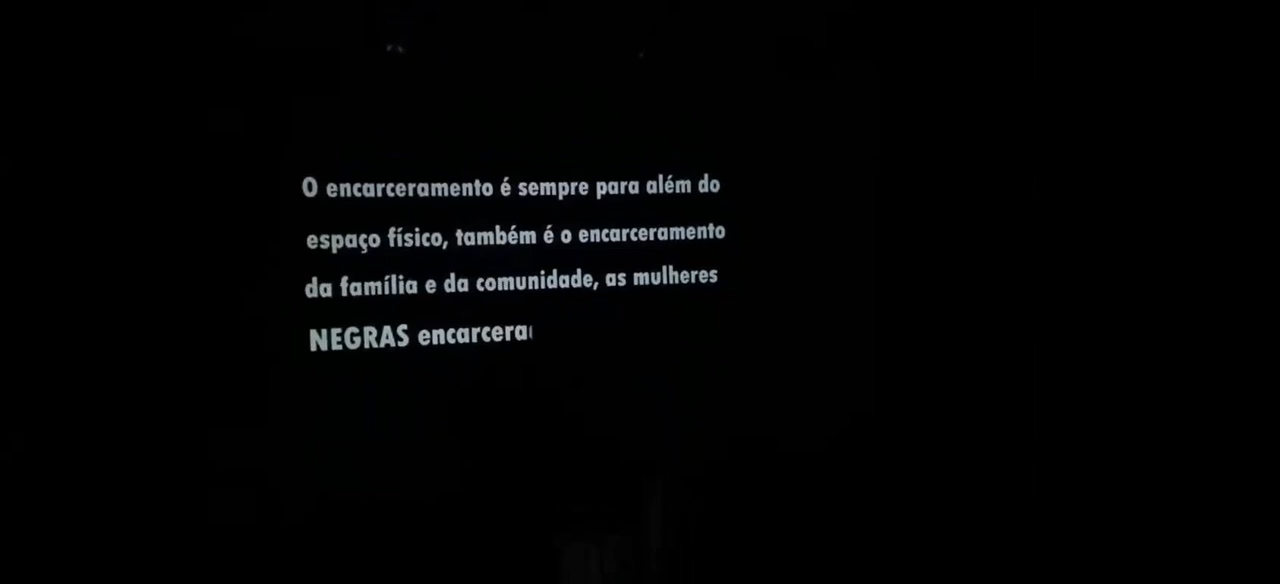 O encarceramento é sempre para além do
espaço físico, também é o encarceramento
da família e da comunidade, as mulheres
NEGRAS encarcera